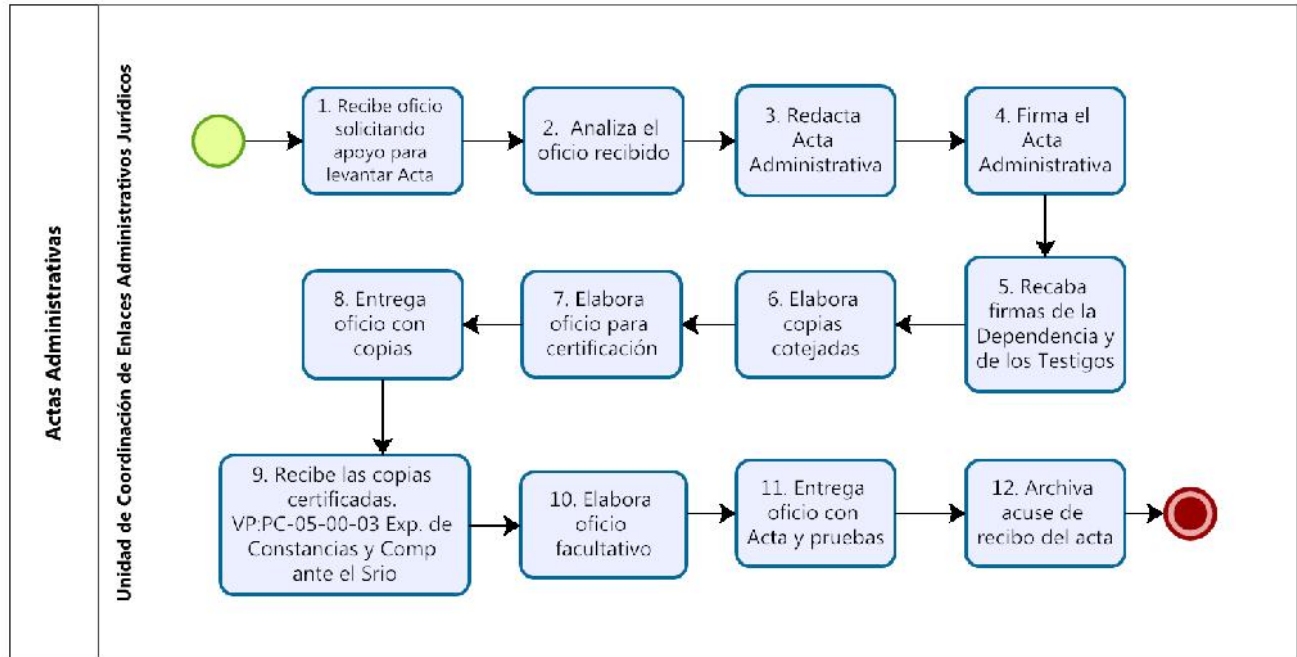 Actas Administrativas
Unidad de Coordinación de Enlaces Administrativos Jurídicos
1. Recibe oficio
solicitando
apoyo para
levantar Acta
2. Analiza el
oficio recibido
3. Redacta
Acta
Administrativa
4. Firma el
Acta
Administrativa
5. Recaba
firmas de la
Dependencia y
de los Testigos
6. Elabora
copias
cotejadas
7. Elabora
oficio para
certificación
8. Entrega
oficio con
copias
9. Recibe las copias
certificadas.
VP:PC-05-00-03 Exp. de
Constancias y Comp
ante el Srio
10. Elabora
oficio
facultativo
11. Entrega
oficio con
Acta y pruebas
12. Archiva
acuse de
recibo del acta